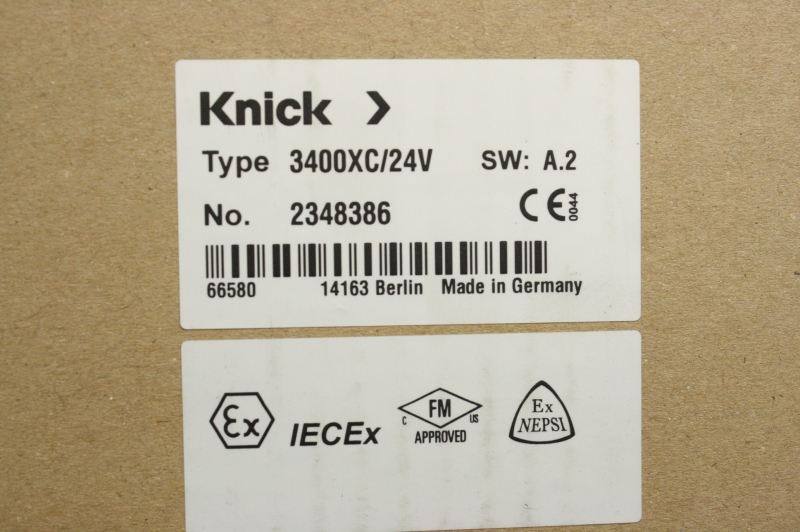 Knick
Type 3400XC/24V SW: A.2
No. 2348386 CE 0044
66580 14163 Berlin Made in Germany
Ex IECEx C FM US APPROVED Ex NEPSI